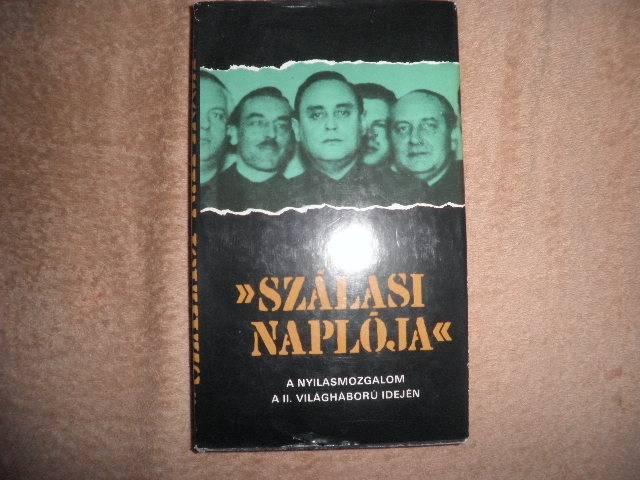 »SZÁLASI
NAPLÓJA«
A NYILASMOZGALOM
A II. VILÁGHÁBORÚ IDEJÉN